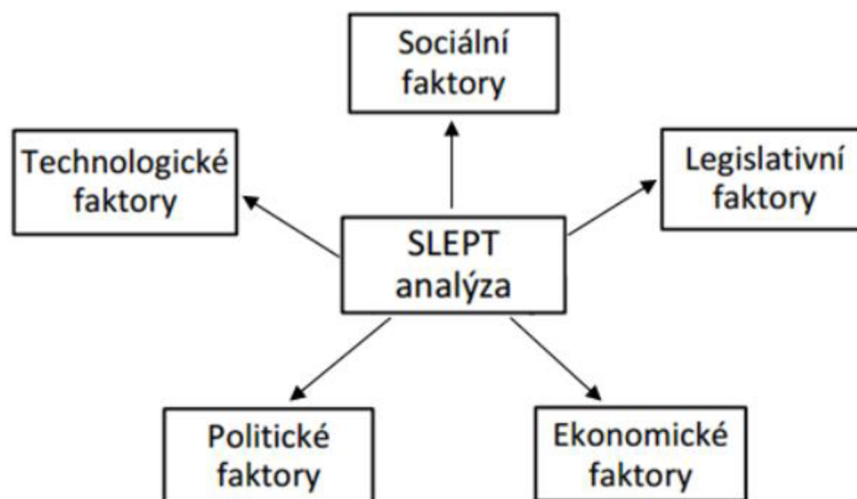 Sociální
faktory
Technologické
faktory
Legislativní
faktory
SLEPT
analýza
Politické
faktory
Ekonomické
faktory